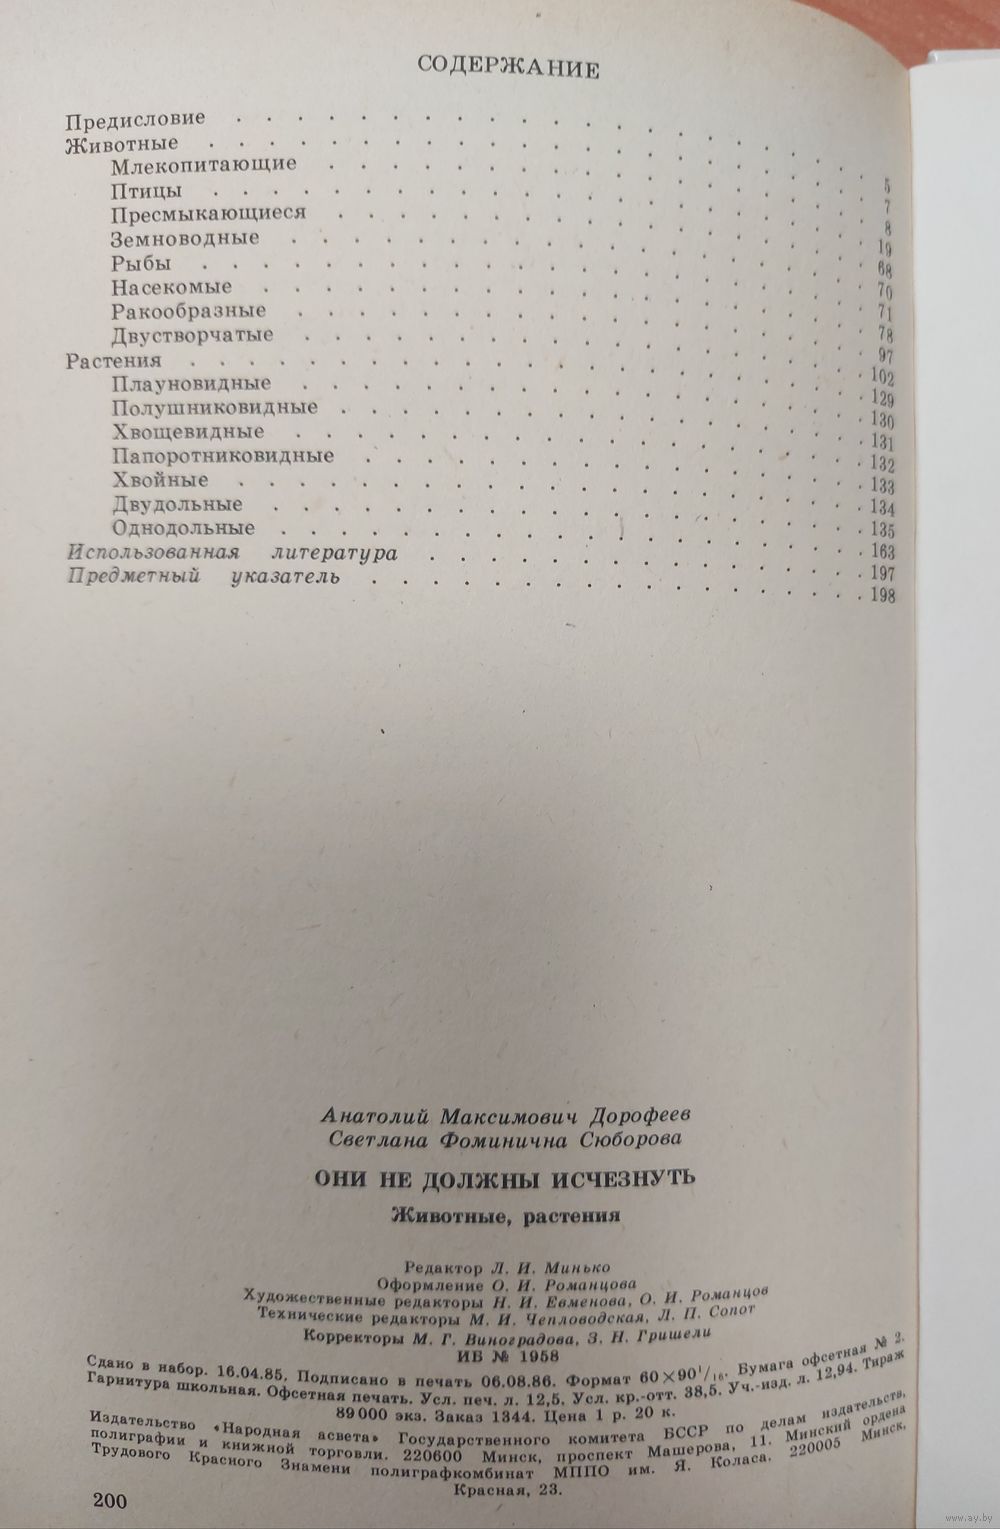 СОДЕРЖАНИЕ
Предисловие . . . . . . . . . . . . . . . . . 5
Животные . . . . . . . . . . . . . . . . . 7
Млекопитающие . . . . . . . . . . . . . . 8
Птицы . . . . . . . . . . . . . . . . . 19
Пресмыкающиеся . . . . . . . . . . . . . 68
Земноводные . . . . . . . . . . . . . . 70
Рыбы . . . . . . . . . . . . . . . . . 71
Насекомые . . . . . . . . . . . . . . . 78
Ракообразные . . . . . . . . . . . . . . 97
Двустворчатые . . . . . . . . . . . . . 102
Растения . . . . . . . . . . . . . . . . . 129
Плауновидные . . . . . . . . . . . . . 130
Полушниковидные . . . . . . . . . . . . 131
Хвощевидные . . . . . . . . . . . . . . 132
Папоротниковидные . . . . . . . . . . . 133
Хвойные . . . . . . . . . . . . . . . . 134
Двудольные . . . . . . . . . . . . . . 135
Однодольные . . . . . . . . . . . . . . 163
Использованная литература . . . . . . . . . 197
Предметный указатель . . . . . . . . . . . 198
Анатолий Максимович Дорофеев
Светлана Фоминична Сюборова
ОНИ НЕ ДОЛЖНЫ ИСЧЕЗНУТЬ
Животные, растения
Редактор Л. И. Минько
Оформление О. И. Романцова
Художественные редакторы Н. И. Евменова, О. И. Романцов
Технические редакторы М. И. Чепловодская, Л. П. Сопот
Корректоры М. Г. Виноградова, З. Н. Гришели
ИБ № 1958
Сдано в набор. 16.04.85. Подписано в печать 06.08.86. Формат 60×90¹/₁₆. Бумага офсетная № 2.
Гарнитура школьная. Офсетная печать. Усл. печ. л. 12,5. Усл. кр.-отт. 38,5. Уч.-изд. л. 12,94. Тираж
89 000 экз. Заказ 1344. Цена 1 р. 20 к.
Издательство «Народная асвета» Государственного комитета БССР по делам издательств,
полиграфии и книжной торговли. 220600 Минск, проспект Машерова, 11. Минский ордена
Трудового Красного Знамени полиграфкомбинат МППО им. Я. Коласа. 220005 Минск,
Красная, 23.
200
www.ay.by